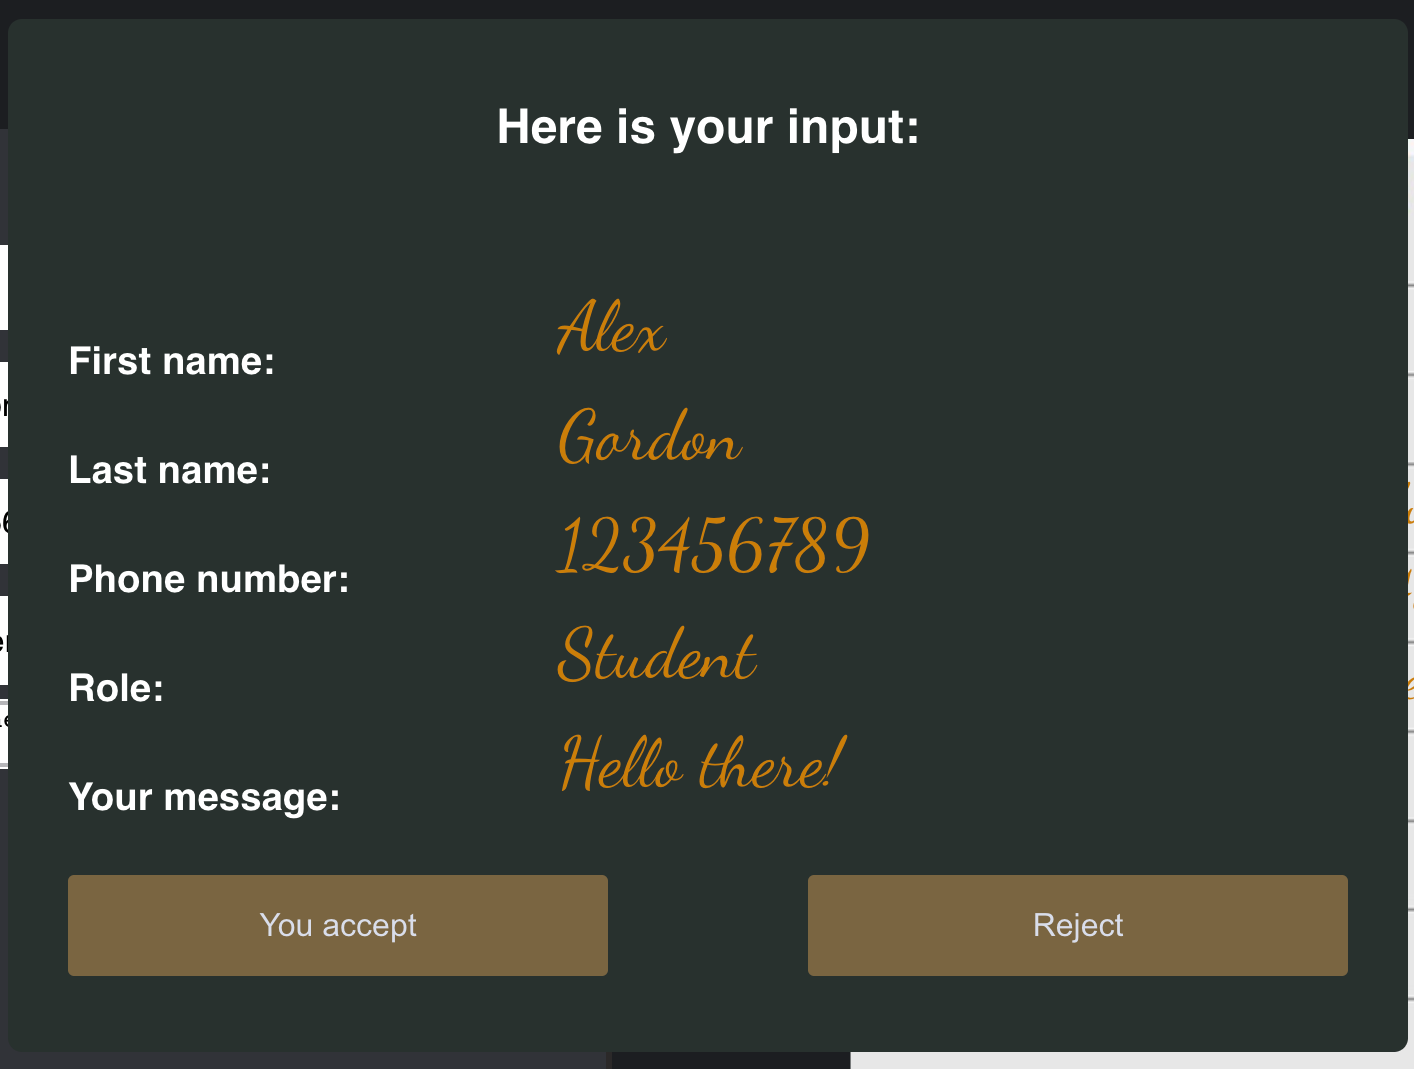 Here is your input:
First name: Alex
Last name: Gordon
Phone number: 123456789
Role: Student
Your message: Hello there!
You accept Reject